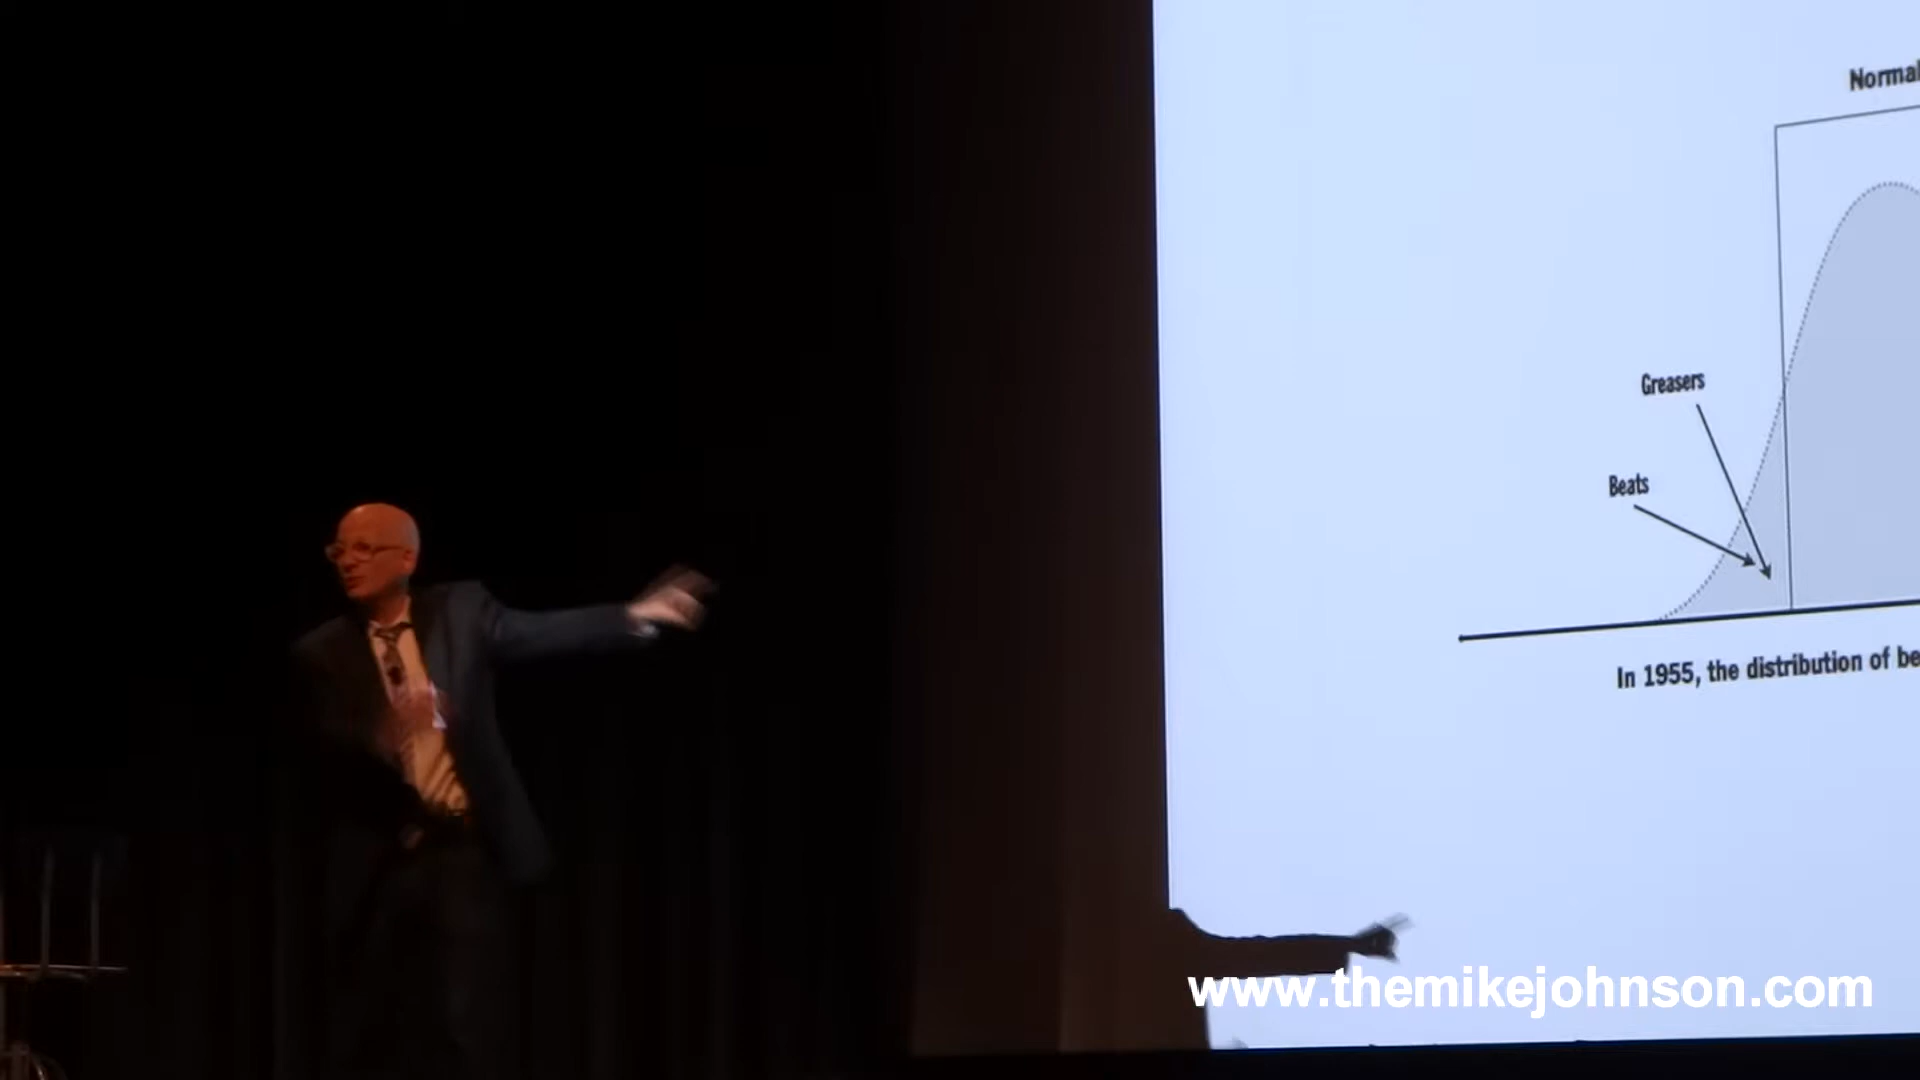 Normal
Greasers
Beats
In 1955, the distribution of be
www.themikejohnson.com